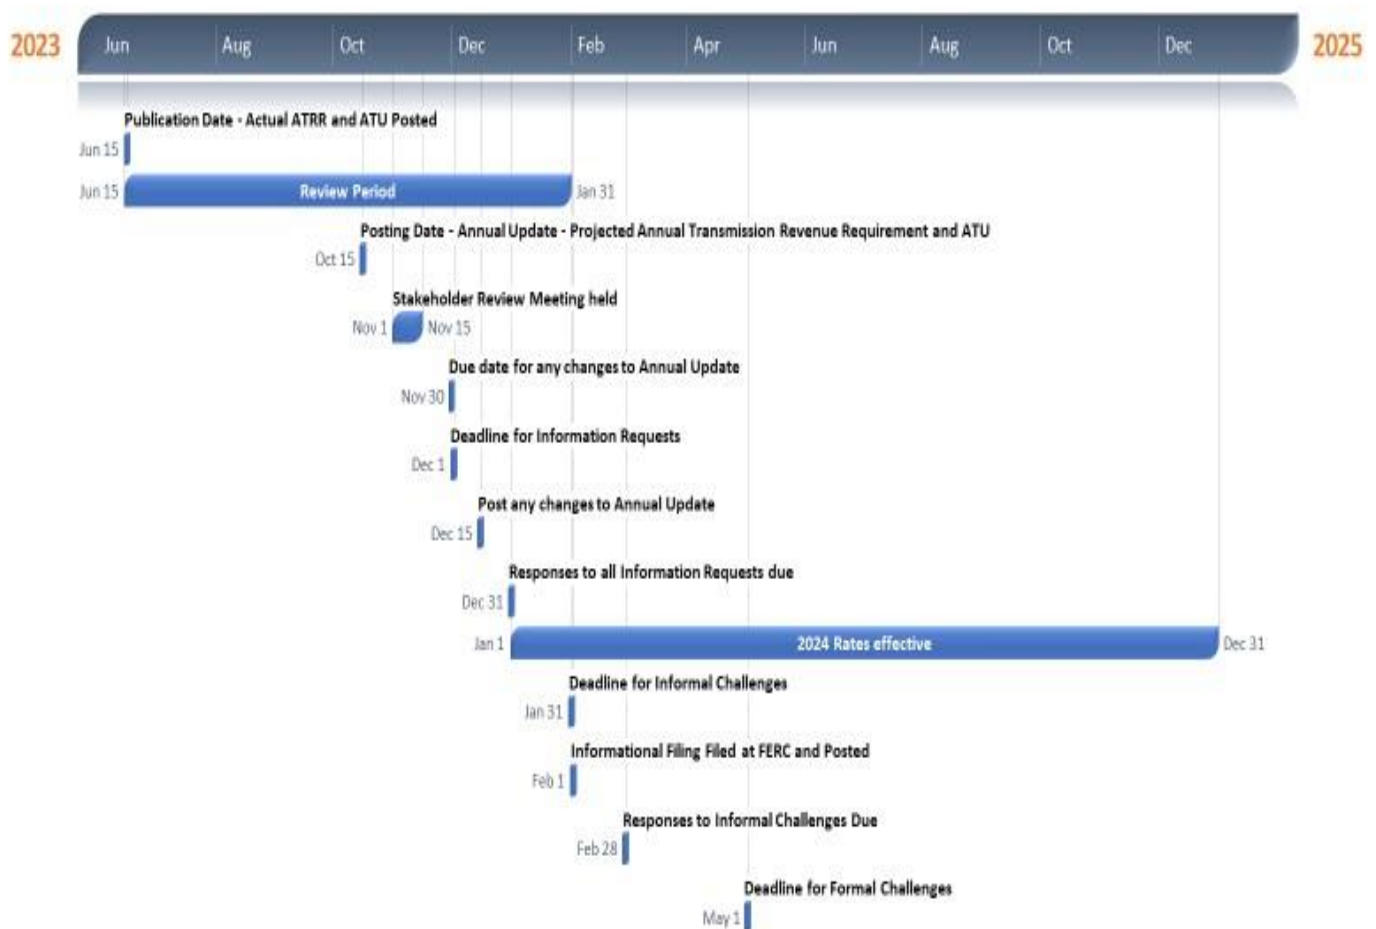 2023 Jun Aug Oct Dec Feb Apr Jun Aug Oct Dec 2025
Publication Date - Actual ATRR and ATU Posted
Jun 15
Jun 15 Review Period Jan 31
Posting Date - Annual Update - Projected Annual Transmission Revenue Requirement and ATU
Oct 15
Stakeholder Review Meeting held
Nov 1 Nov 15
Due date for any changes to Annual Update
Nov 30
Deadline for Information Requests
Dec 1
Post any changes to Annual Update
Dec 15
Responses to all Information Requests due
Dec 31
Jan 1 2024 Rates effective Dec 31
Deadline for Informal Challenges
Jan 31
Informational Filing Filed at FERC and Posted
Feb 1
Responses to Informal Challenges Due
Feb 28
Deadline for Formal Challenges
May 1